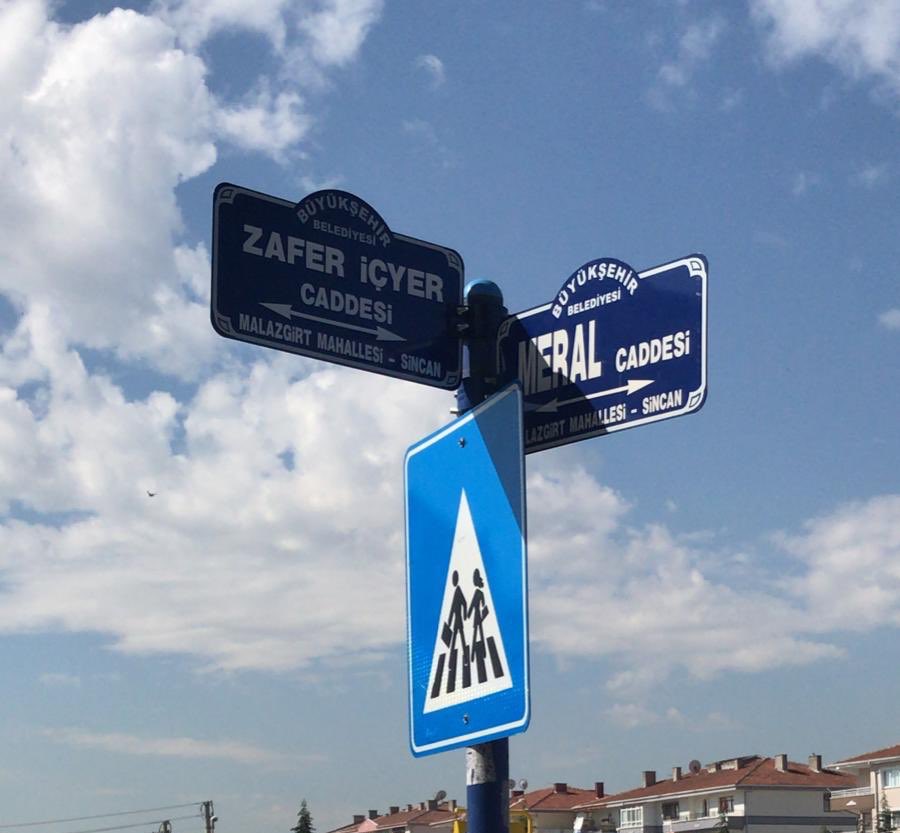 BÜYÜKŞEHİR
BELEDİYESİ
ZAFER İÇYER
CADDESİ
MALAZGİRT MAHALLESİ - SİNCAN
BÜYÜKŞEHİR
BELEDİYESİ
MERAL CADDESİ
LAZGİRT MAHALLESİ - SİNCAN